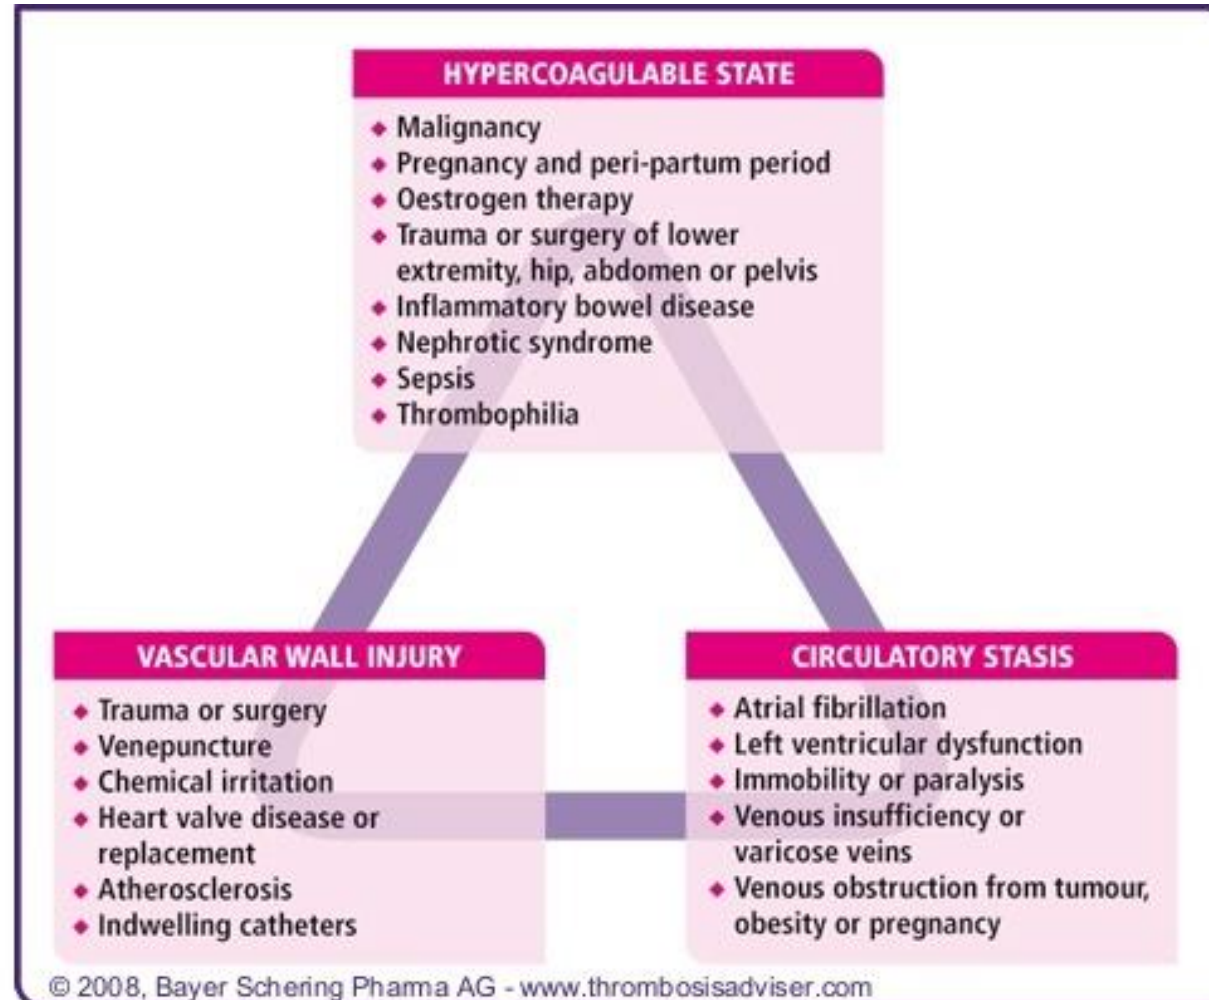 HYPERCOAGULABLE STATE
◆ Malignancy
◆ Pregnancy and peri-partum period
◆ Oestrogen therapy
◆ Trauma or surgery of lower
extremity, hip, abdomen or pelvis
◆ Inflammatory bowel disease
◆ Nephrotic syndrome
◆ Sepsis
◆ Thrombophilia
VASCULAR WALL INJURY
◆ Trauma or surgery
◆ Venepuncture
◆ Chemical irritation
◆ Heart valve disease or
replacement
◆ Atherosclerosis
◆ Indwelling catheters
CIRCULATORY STASIS
◆ Atrial fibrillation
◆ Left ventricular dysfunction
◆ Immobility or paralysis
◆ Venous insufficiency or
varicose veins
◆ Venous obstruction from tumour,
obesity or pregnancy
© 2008, Bayer Schering Pharma AG - www.thrombosisadviser.com